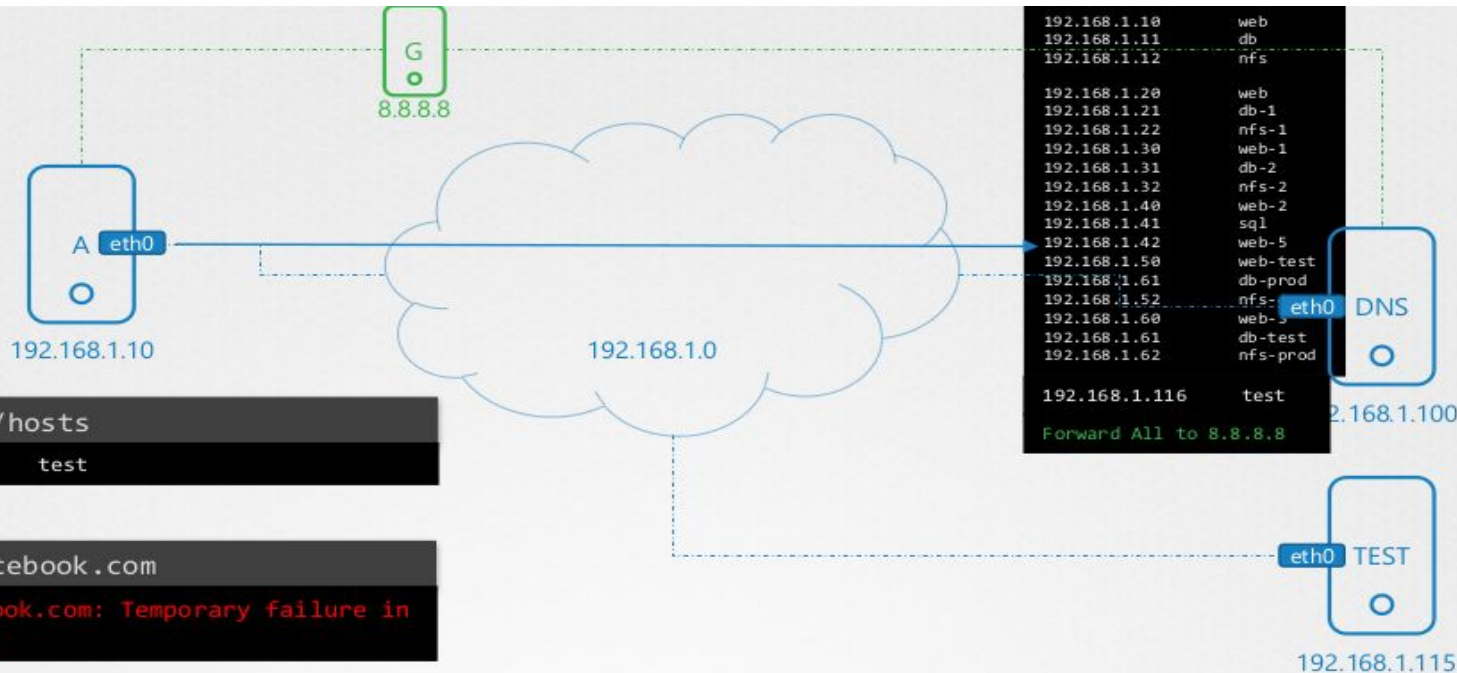 G
8.8.8.8
A eth0
192.168.1.10
192.168.1.0
192.168.1.10 web
192.168.1.11 db
192.168.1.12 nfs
192.168.1.20 web
192.168.1.21 db-1
192.168.1.22 nfs-1
192.168.1.30 web-1
192.168.1.31 db-2
192.168.1.32 nfs-2
192.168.1.40 web-2
192.168.1.41 sql
192.168.1.42 web-5
192.168.1.50 web-test
192.168.1.61 db-prod
192.168.1.52 nfs-
192.168.1.60 web-
192.168.1.61 db-test
192.168.1.62 nfs-prod
192.168.1.116 test
Forward All to 8.8.8.8
eth0 DNS
2.168.1.100
/hosts
test
cebook.com
ook.com: Temporary failure in
eth0 TEST
192.168.1.115